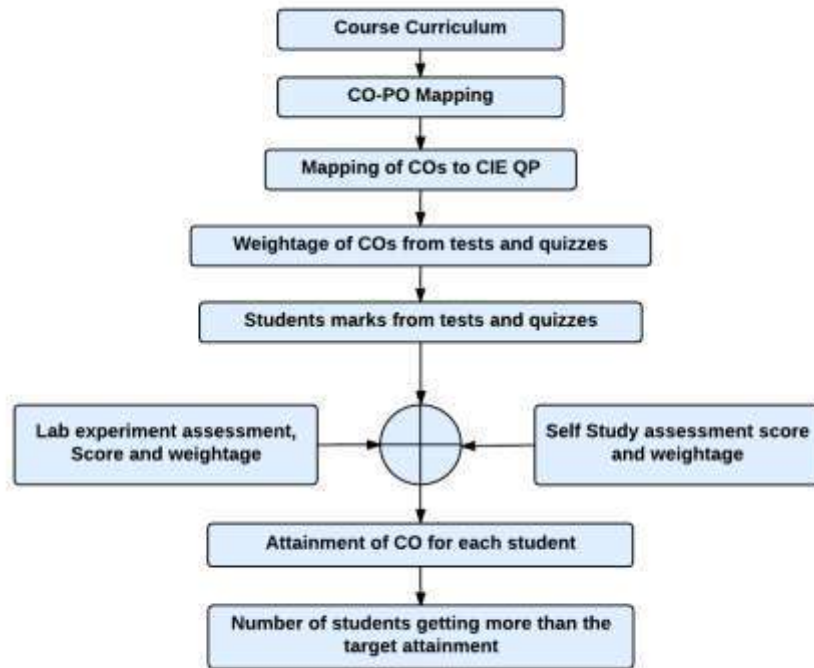 Course Curriculum
CO-PO Mapping
Mapping of COs to CIE QP
Weightage of COs from tests and quizzes
Students marks from tests and quizzes
Lab experiment assessment,
Score and weightage
Self Study assessment score
and weightage
Attainment of CO for each student
Number of students getting more than the
target attainment